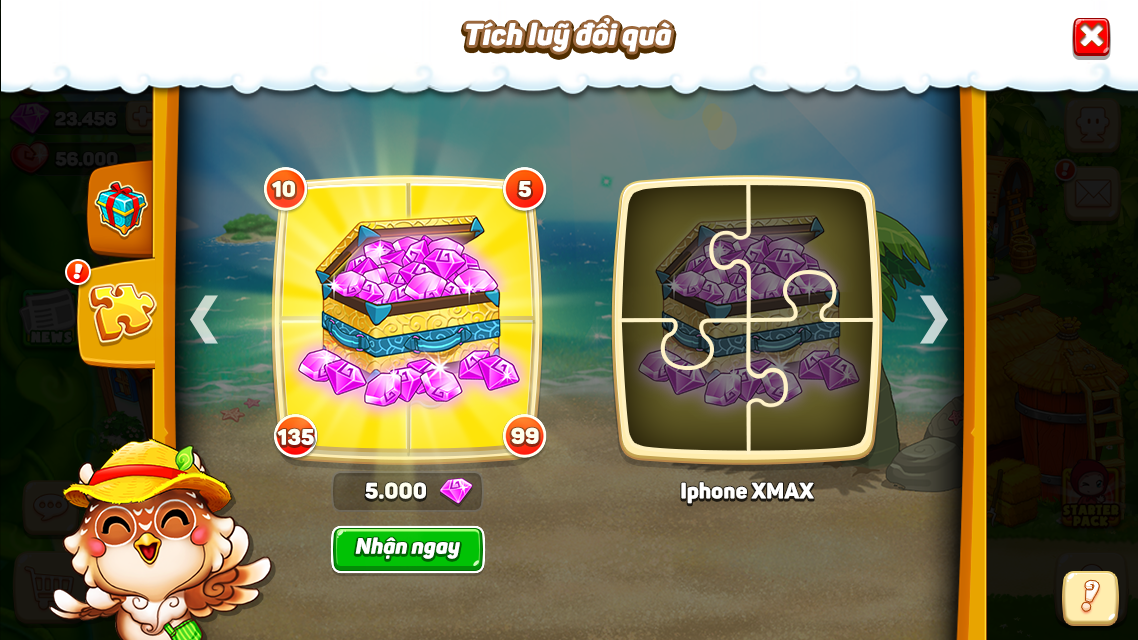 Tích luỹ đổi quà
23.456
56.000
10
5
NEWS
135
99
5.000
Iphone XMAX
STARTER
PACK
Nhận ngay